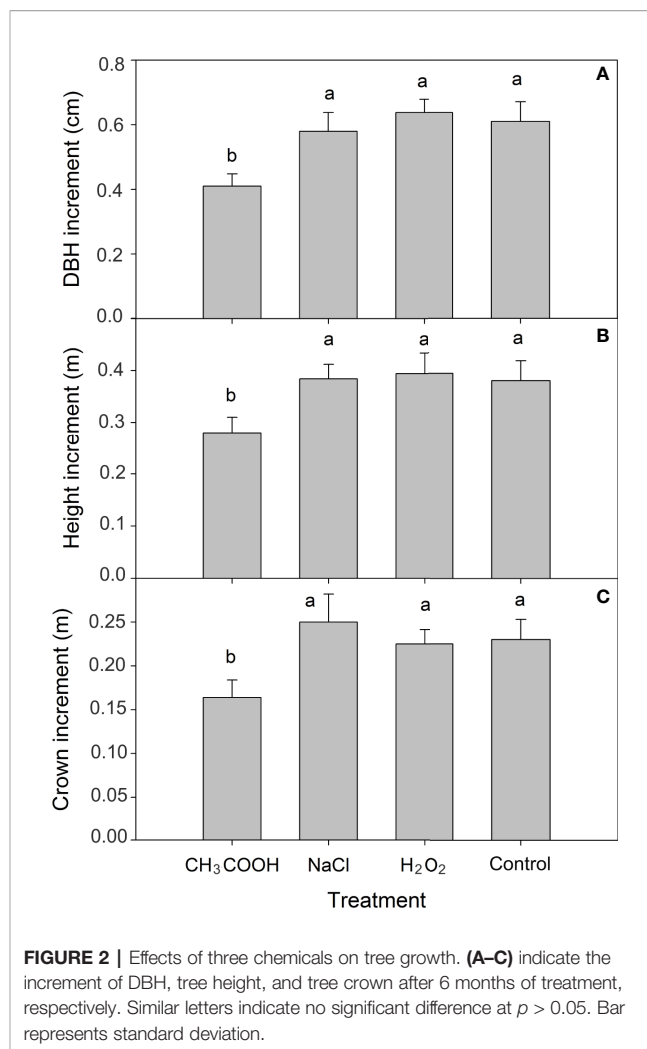 A
DBH increment (cm)
0.8
0.6
0.4
0.2
0.0
b
a
a
a
B
Height increment (m)
0.4
0.3
0.2
0.1
0.0
b
a
a
a
C
Crown increment (m)
0.25
0.20
0.15
0.10
0.05
0.00
b
a
a
a
CH₃COOH NaCl H₂O₂ Control
Treatment
FIGURE 2 | Effects of three chemicals on tree growth. (A–C) indicate the
increment of DBH, tree height, and tree crown after 6 months of treatment,
respectively. Similar letters indicate no significant difference at p > 0.05. Bar
represents standard deviation.